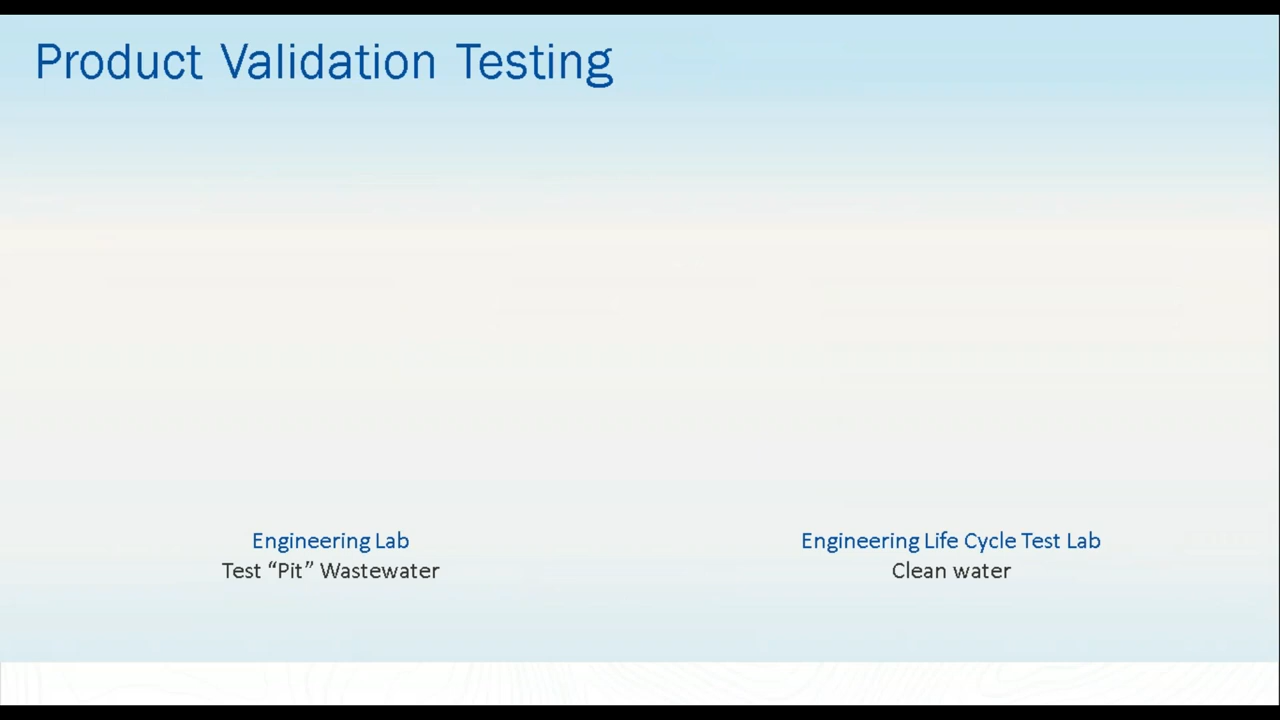 Product Validation Testing
Engineering Lab
Test “Pit” Wastewater
Engineering Life Cycle Test Lab
Clean water